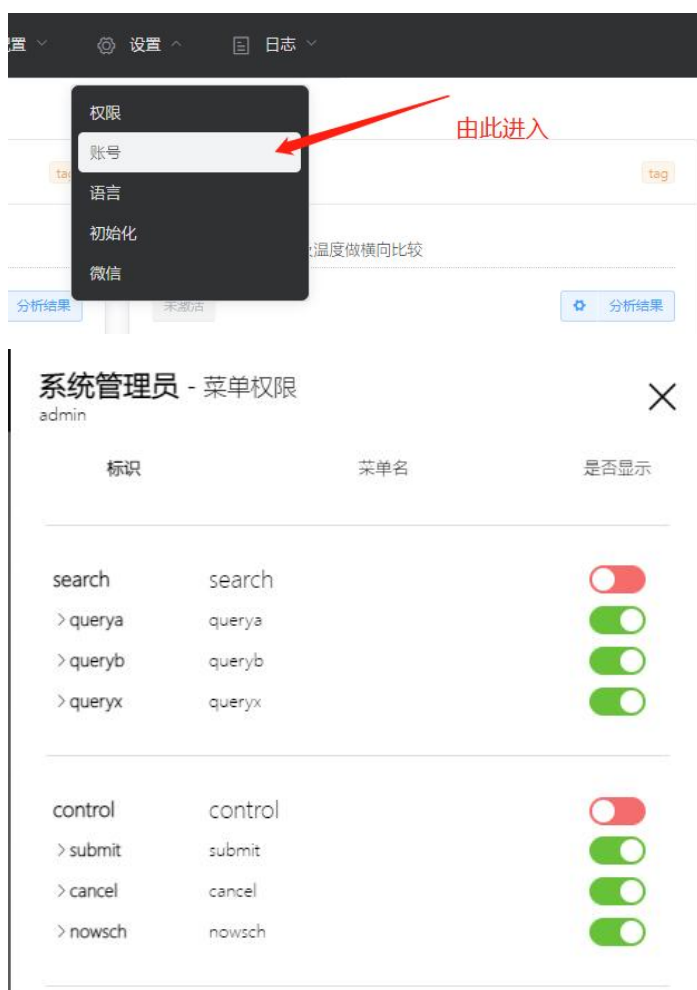 置 设置 日志
权限
账号
由此进入
tag
语言
初始化
温度做横向比较
微信
分析结果 未激活 分析结果
系统管理员 - 菜单权限
admin
标识 菜单名 是否显示
search search
querya querya
queryb queryb
queryx queryx
control control
submit submit
cancel cancel
nowsch nowsch